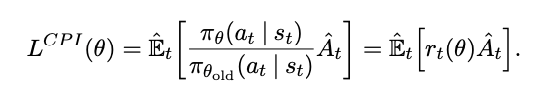 L^{CPI}(θ) = Ê_t[ π_θ(a_t | s_t) / π_{θ_old}(a_t | s_t) Â_t ] = Ê_t[ r_t(θ)Â_t ].